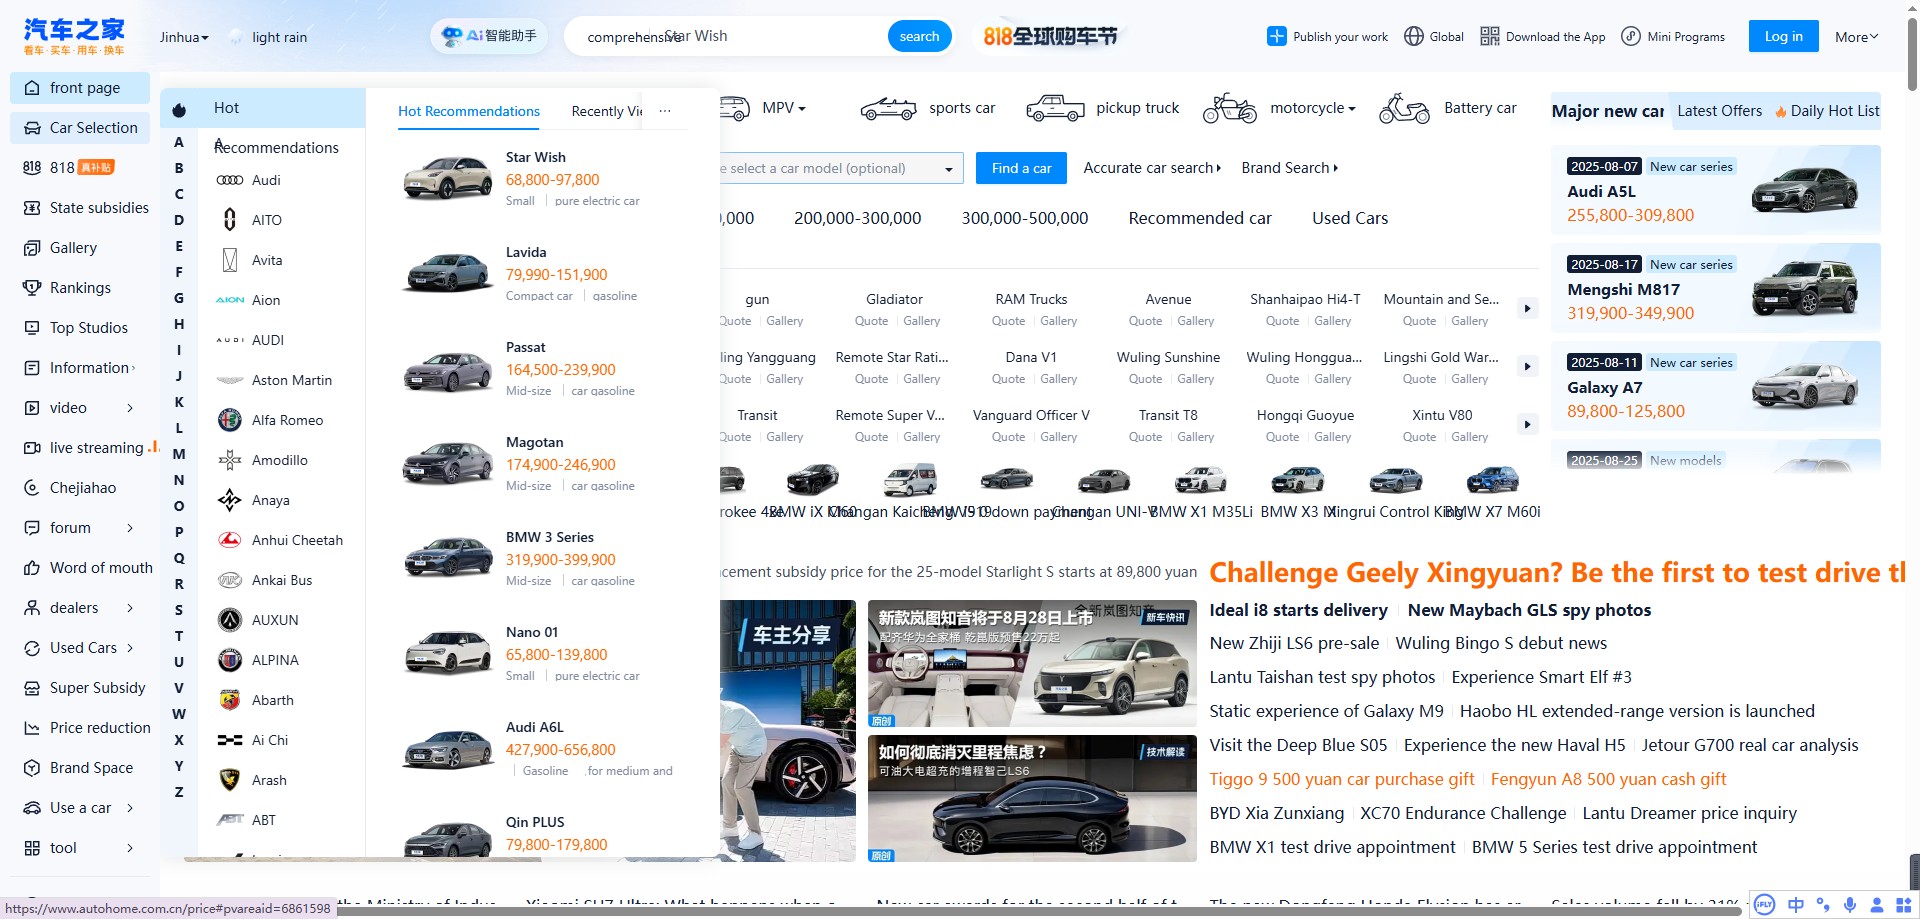 汽车之家
看车·买车·用车·换车
Jinhua
light rain
Ai智能助手
comprehensive
Star Wish
search
818全球购车节
Publish your work
Global
Download the App
Mini Programs
Log in
More
front page
Car Selection
818 真补贴
State subsidies
Gallery
Rankings
Top Studios
Information
video
live streaming
Chejiahao
forum
Word of mouth
dealers
Used Cars
Super Subsidy
Price reduction
Brand Space
Use a car
tool
A
B
C
D
E
F
G
H
I
J
K
L
M
N
O
P
Q
R
S
T
U
V
W
X
Y
Z
Hot
Recommendations
A
Audi
AITO
Avita
Aion
AUDI
Aston Martin
Alfa Romeo
Amodillo
Anaya
Anhui Cheetah
Ankai Bus
AUXUN
ALPINA
Abarth
Ai Chi
Arash
ABT
Hot Recommendations
Recently Vi
...
Star Wish
68,800-97,800
Small | pure electric car
Lavida
79,990-151,900
Compact car | gasoline
Passat
164,500-239,900
Mid-size | car gasoline
Magotan
174,900-246,900
Mid-size | car gasoline
BMW 3 Series
319,900-399,900
Mid-size | car gasoline
Nano 01
65,800-139,800
Small | pure electric car
Audi A6L
427,900-656,800
| Gasoline for medium and
Qin PLUS
79,800-179,800
MPV
sports car
pickup truck
motorcycle
Battery car
e select a car model (optional)
Find a car
Accurate car search
Brand Search
,000
200,000-300,000
300,000-500,000
Recommended car
Used Cars
gun
Gladiator
RAM Trucks
Avenue
Shanhaipao Hi4-T
Mountain and Se...
Quote | Gallery
Quote | Gallery
Quote | Gallery
Quote | Gallery
Quote | Gallery
Quote | Gallery
ling Yangguang
Remote Star Rati...
Dana V1
Wuling Sunshine
Wuling Honggua...
Lingshi Gold War...
Quote | Gallery
Quote | Gallery
Quote | Gallery
Quote | Gallery
Quote | Gallery
Quote | Gallery
Transit
Remote Super V...
Vanguard Officer V
Transit T8
Hongqi Guoyue
Xintu V80
Quote | Gallery
Quote | Gallery
Quote | Gallery
Quote | Gallery
Quote | Gallery
Quote | Gallery
rokee 4xe
BMW iX M60
Changan Kaicheng V919
BMW i5 0 down payment
Changan UNI-V
BMW X1 M35Li
BMW X3 M
Xingrui Control King
BMW X7 M60i
Major new car
Latest Offers
Daily Hot List
2025-08-07 New car series
Audi A5L
255,800-309,800
2025-08-17 New car series
Mengshi M817
319,900-349,900
2025-08-11 New car series
Galaxy A7
89,800-125,800
2025-08-25 New models
cement subsidy price for the 25-model Starlight S starts at 89,800 yuan
车主分享
新款岚图知音将于8月28日上市
全新岚图知音
配齐华为全家桶 乾崑版预售22万起
新车快讯
原创
如何彻底消灭里程焦虑？
可油大电超充的增程智己LS6
技术解读
原创
Challenge Geely Xingyuan? Be the first to test drive tl
Ideal i8 starts delivery | New Maybach GLS spy photos
New Zhiji LS6 pre-sale | Wuling Bingo S debut news
Lantu Taishan test spy photos | Experience Smart Elf #3
Static experience of Galaxy M9 | Haobo HL extended-range version is launched
Visit the Deep Blue S05 | Experience the new Haval H5 | Jetour G700 real car analysis
Tiggo 9 500 yuan car purchase gift | Fengyun A8 500 yuan cash gift
BYD Xia Zunxiang | XC70 Endurance Challenge | Lantu Dreamer price inquiry
BMW X1 test drive appointment | BMW 5 Series test drive appointment
https://www.autohome.com.cn/price#pvareaid=6861598
iFLY
中